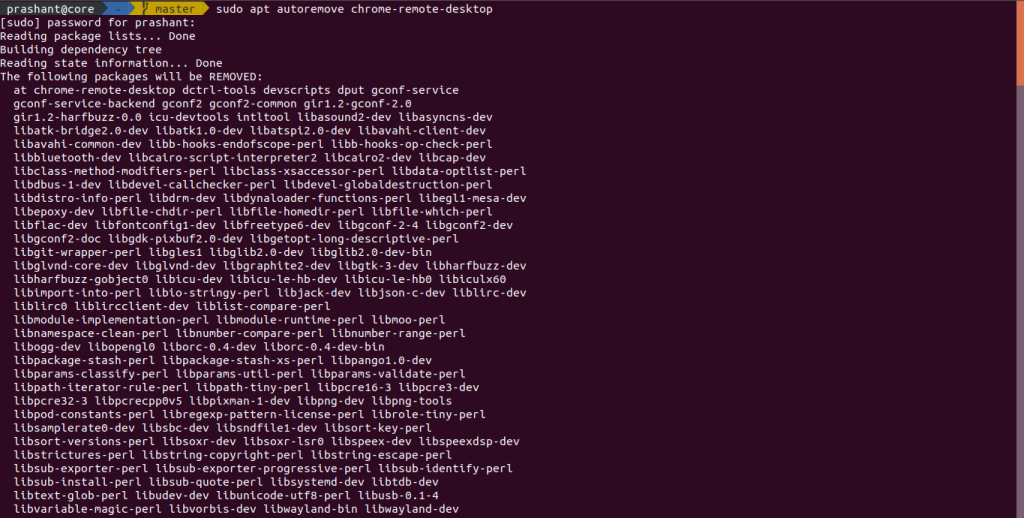 prashant@core ~ master sudo apt autoremove chrome-remote-desktop
[sudo] password for prashant:
Reading package lists... Done
Building dependency tree
Reading state information... Done
The following packages will be REMOVED:
at chrome-remote-desktop dctrl-tools devscripts dput gconf-service
gconf-service-backend gconf2 gconf2-common gir1.2-gconf-2.0
gir1.2-harfbuzz-0.0 icu-devtools intltool libasound2-dev libasyncns-dev
libatk-bridge2.0-dev libatk1.0-dev libatspi2.0-dev libavahi-client-dev
libavahi-common-dev libb-hooks-endofscope-perl libb-hooks-op-check-perl
libbluetooth-dev libcairo-script-interpreter2 libcairo2-dev libcap-dev
libclass-method-modifiers-perl libclass-xsaccessor-perl libdata-optlist-perl
libdbus-1-dev libdevel-callchecker-perl libdevel-globaldestruction-perl
libdistro-info-perl libdrm-dev libdynaloader-functions-perl libegl1-mesa-dev
libepoxy-dev libfile-chdir-perl libfile-homedir-perl libfile-which-perl
libflac-dev libfontconfig1-dev libfreetype6-dev libgconf-2-4 libgconf2-dev
libgconf2-doc libgdk-pixbuf2.0-dev libgetopt-long-descriptive-perl
libgit-wrapper-perl libgles1 libglib2.0-dev libglib2.0-dev-bin
libglvnd-core-dev libglvnd-dev libgraphite2-dev libgtk-3-dev libharfbuzz-dev
libharfbuzz-gobject0 libicu-dev libicu-le-hb-dev libicu-le-hb0 libiculx60
libimport-into-perl libio-stringy-perl libjack-dev libjson-c-dev liblirc-dev
liblirc0 liblircclient-dev liblist-compare-perl
libmodule-implementation-perl libmodule-runtime-perl libmoo-perl
libnamespace-clean-perl libnumber-compare-perl libnumber-range-perl
libogg-dev libopengl0 liborc-0.4-dev liborc-0.4-dev-bin
libpackage-stash-perl libpackage-stash-xs-perl libpango1.0-dev
libparams-classify-perl libparams-util-perl libparams-validate-perl
libpath-iterator-rule-perl libpath-tiny-perl libpcre16-3 libpcre3-dev
libpcre32-3 libpcrecpp0v5 libpixman-1-dev libpng-dev libpng-tools
libpod-constants-perl libregexp-pattern-license-perl librole-tiny-perl
libsamplerate0-dev libsbc-dev libsndfile1-dev libsort-key-perl
libsort-versions-perl libsoxr-dev libsoxr-lsr0 libspeex-dev libspeexdsp-dev
libstrictures-perl libstring-copyright-perl libstring-escape-perl
libsub-exporter-perl libsub-exporter-progressive-perl libsub-identify-perl
libsub-install-perl libsub-quote-perl libsystemd-dev libtdb-dev
libtext-glob-perl libudev-dev libunicode-utf8-perl libusb-0.1-4
libvariable-magic-perl libvorbis-dev libwayland-bin libwayland-dev